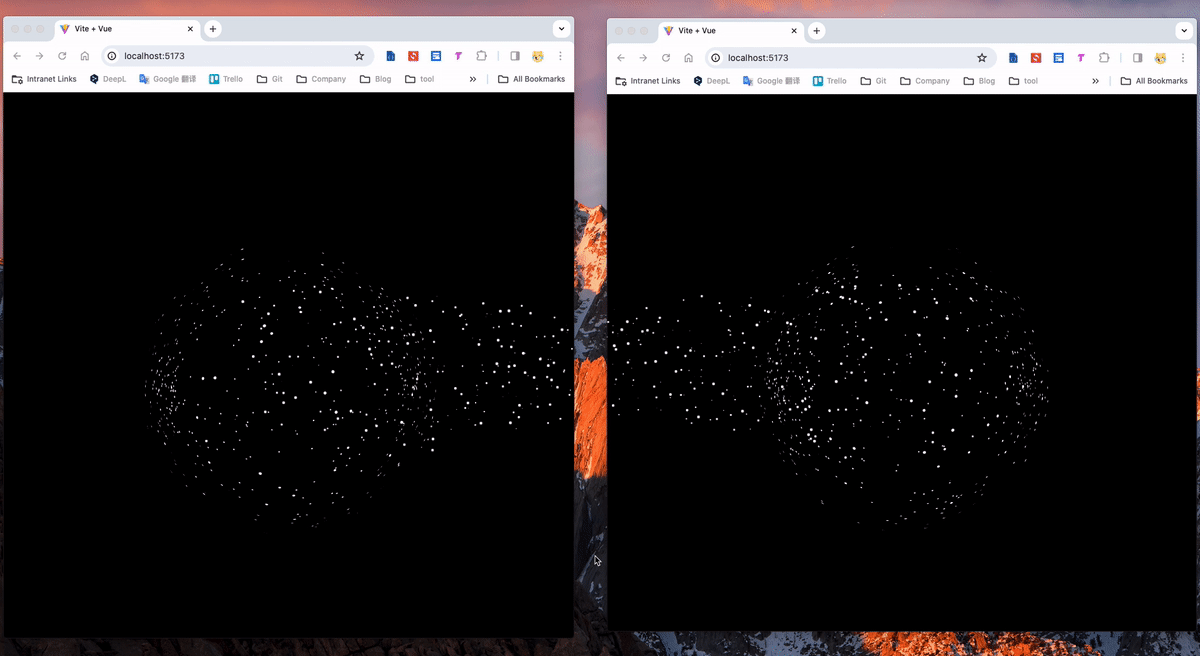 Vite + Vue
localhost:5173
Intranet Links DeepL Google 翻译 Trello Git Company Blog tool » All Bookmarks
Vite + Vue
localhost:5173
Intranet Links DeepL Google 翻译 Trello Git Company Blog tool » All Bookmarks